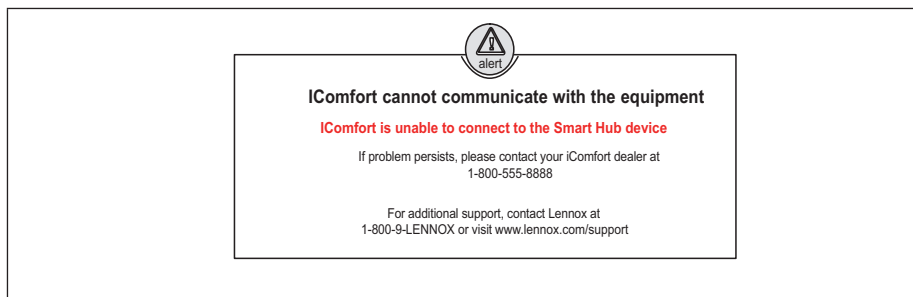 alert
IComfort cannot communicate with the equipment
IComfort is unable to connect to the Smart Hub device
If problem persists, please contact your iComfort dealer at
1-800-555-8888
For additional support, contact Lennox at
1-800-9-LENNOX or visit www.lennox.com/support